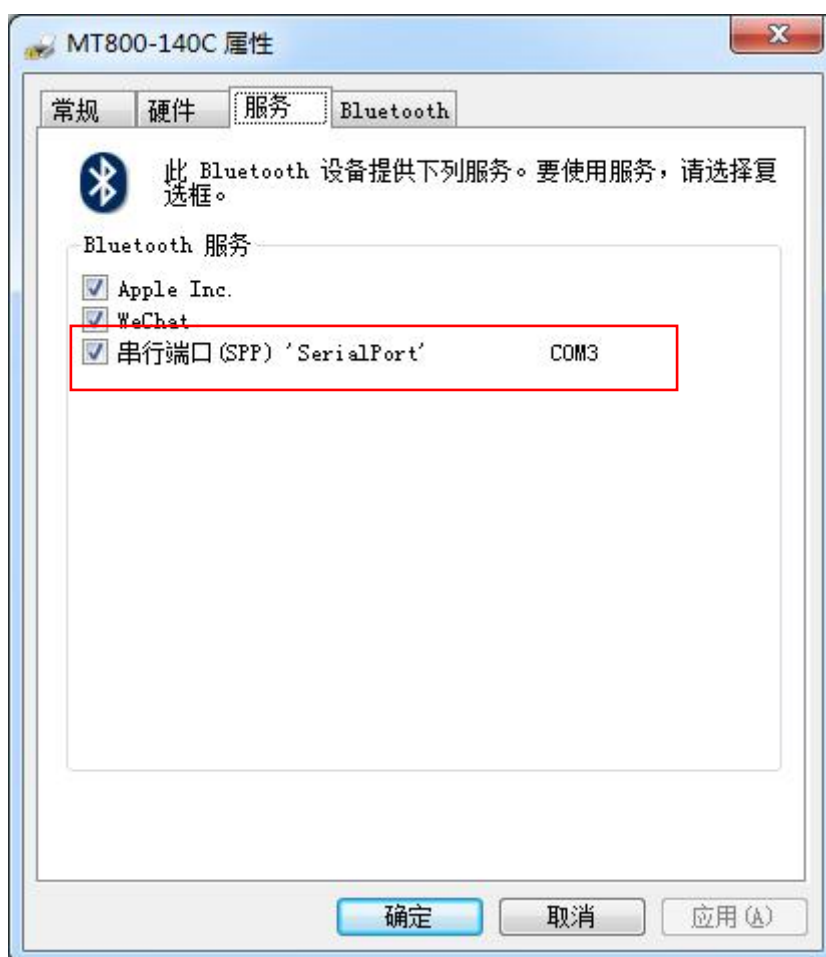 MT800-140C 属性
常规 硬件 服务 Bluetooth
此 Bluetooth 设备提供下列服务。要使用服务，请选择复
选框。
Bluetooth 服务
Apple Inc.
WeChat
串行端口(SPP) 'SerialPort' COM3
确定 取消 应用(A)